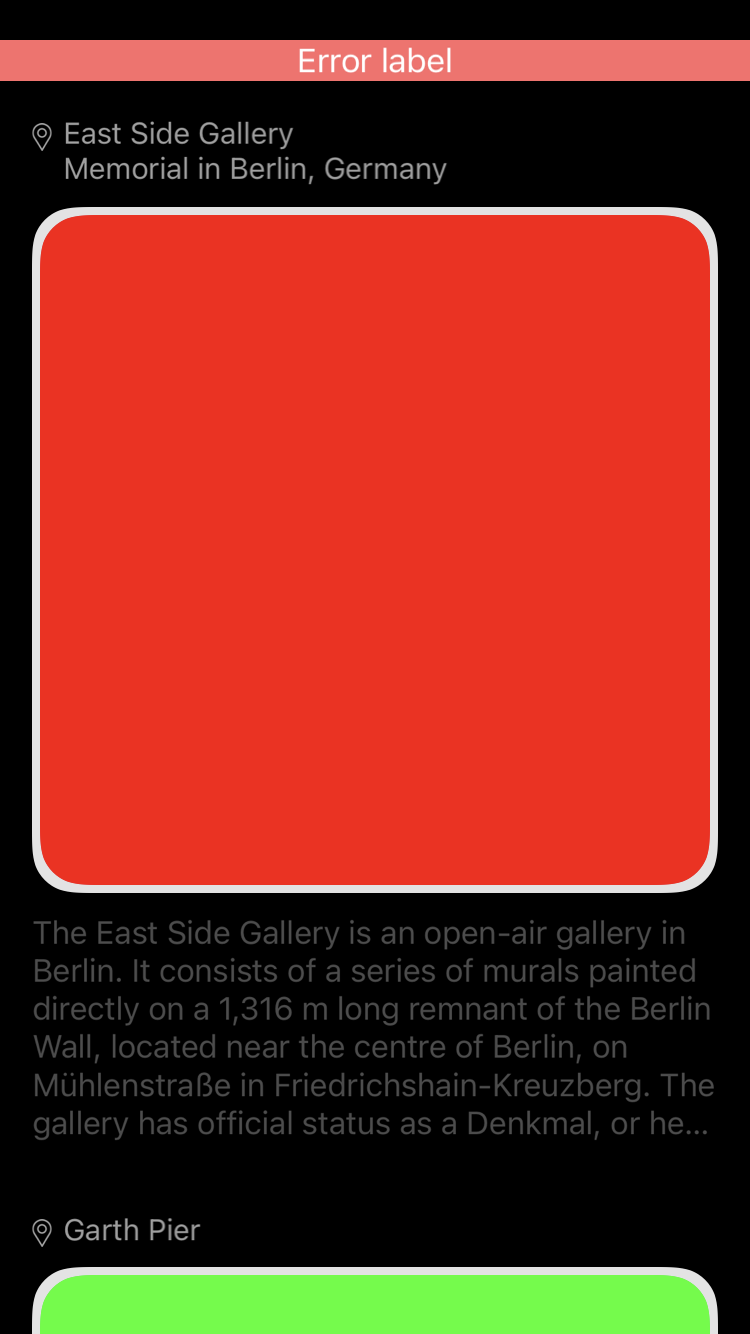 Error label
East Side Gallery
Memorial in Berlin, Germany
The East Side Gallery is an open-air gallery in
Berlin. It consists of a series of murals painted
directly on a 1,316 m long remnant of the Berlin
Wall, located near the centre of Berlin, on
Mühlenstraße in Friedrichshain-Kreuzberg. The
gallery has official status as a Denkmal, or he...
Garth Pier